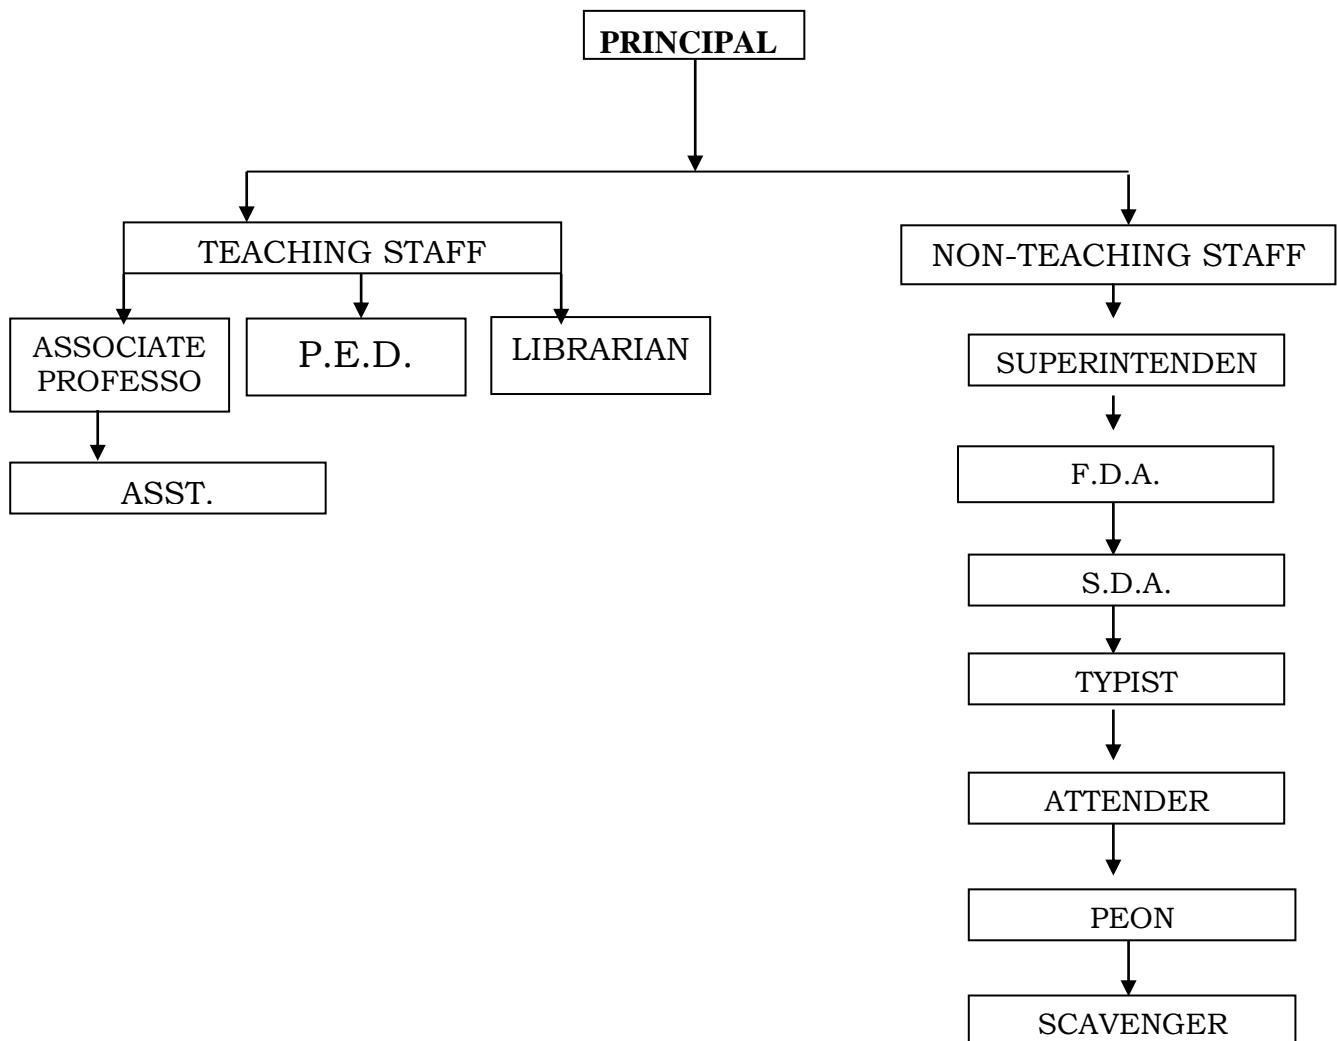 PRINCIPAL
TEACHING STAFF
NON-TEACHING STAFF
ASSOCIATE
PROFESSO
P.E.D.
LIBRARIAN
SUPERINTENDEN
ASST.
F.D.A.
S.D.A.
TYPIST
ATTENDER
PEON
SCAVENGER